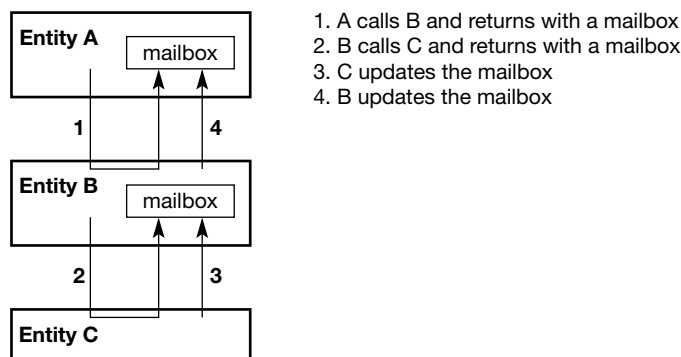 Entity A
mailbox
1
4
Entity B
mailbox
2
3
Entity C
1. A calls B and returns with a mailbox
2. B calls C and returns with a mailbox
3. C updates the mailbox
4. B updates the mailbox